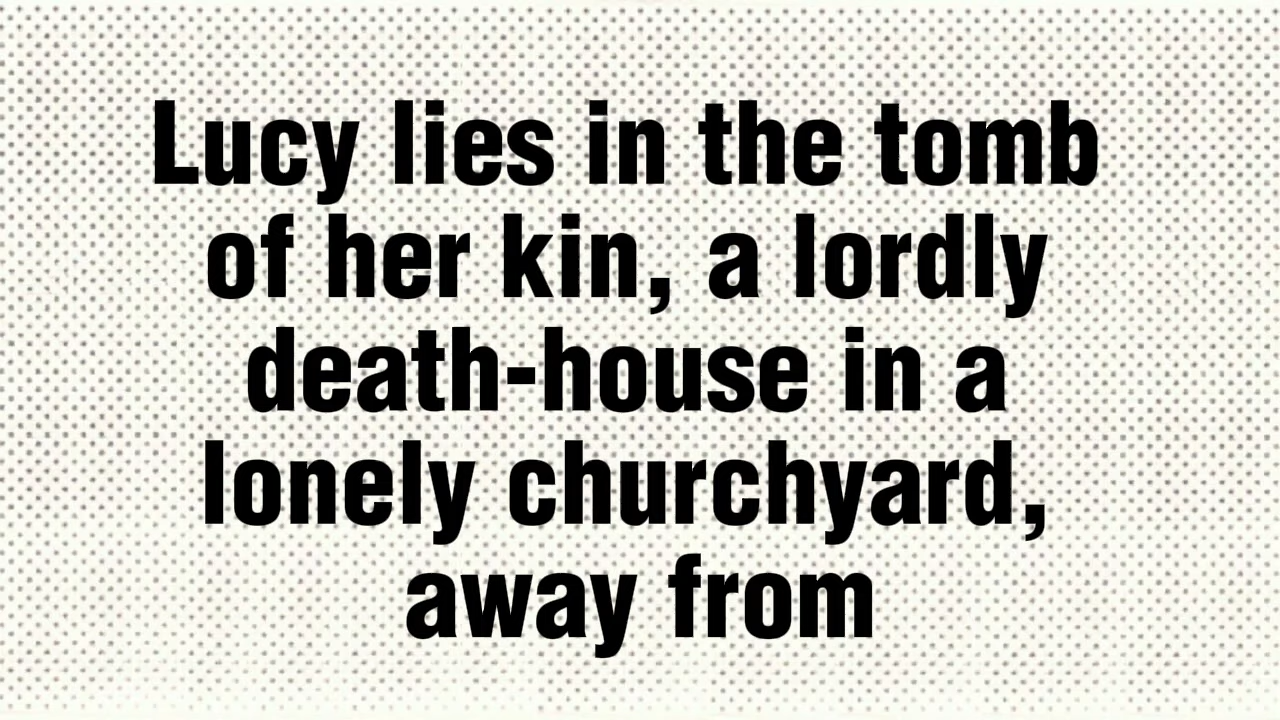 Lucy lies in the tomb
of her kin, a lordly
death-house in a
lonely churchyard,
away from